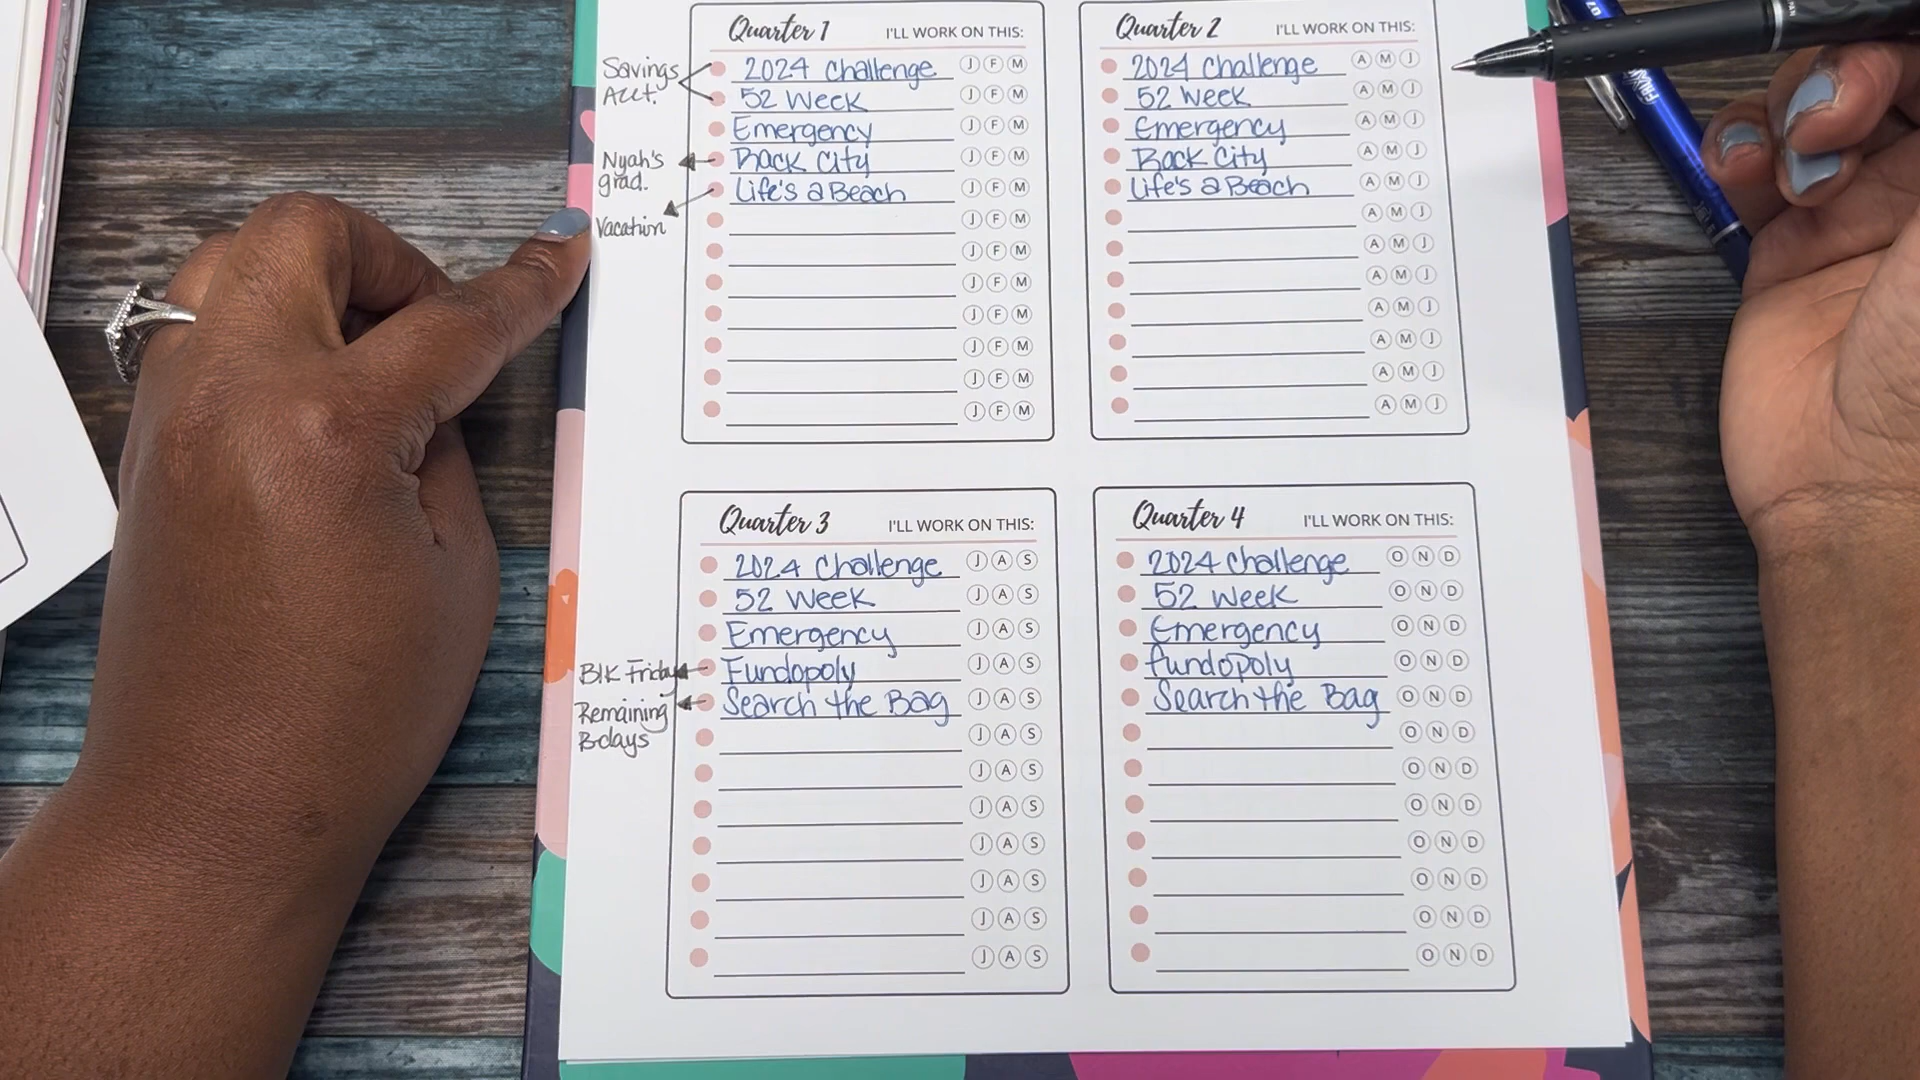 Quarter 1 I'LL WORK ON THIS:
2024 Challenge J F M
52 Week J F M
Emergency J F M
Back City J F M
Life's a Beach J F M
J F M
J F M
J F M
J F M
J F M
J F M
J F M
Savings
Acct.
Nyah's
grad.
Vacation
Quarter 2 I'LL WORK ON THIS:
2024 Challenge A M J
52 Week A M J
Emergency A M J
Back City A M J
Life's a Beach A M J
A M J
A M J
A M J
A M J
A M J
A M J
A M J
Quarter 3 I'LL WORK ON THIS:
2024 Challenge J A S
52 Week J A S
Emergency J A S
Fundopoly J A S
Search the Bag J A S
J A S
J A S
J A S
J A S
J A S
J A S
J A S
Blk Friday
Remaining
B-days
Quarter 4 I'LL WORK ON THIS:
2024 Challenge O N D
52 Week O N D
Emergency O N D
Fundopoly O N D
Search the Bag O N D
O N D
O N D
O N D
O N D
O N D
O N D
O N D